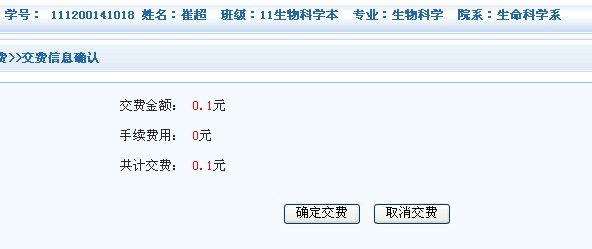 学号： 111200141018 姓名：崔超 班级：11生物科学本 专业：生物科学 院系：生命科学系
费>>交费信息确认
交费金额： 0.1元
手续费用： 0元
共计交费： 0.1元
确定交费 取消交费